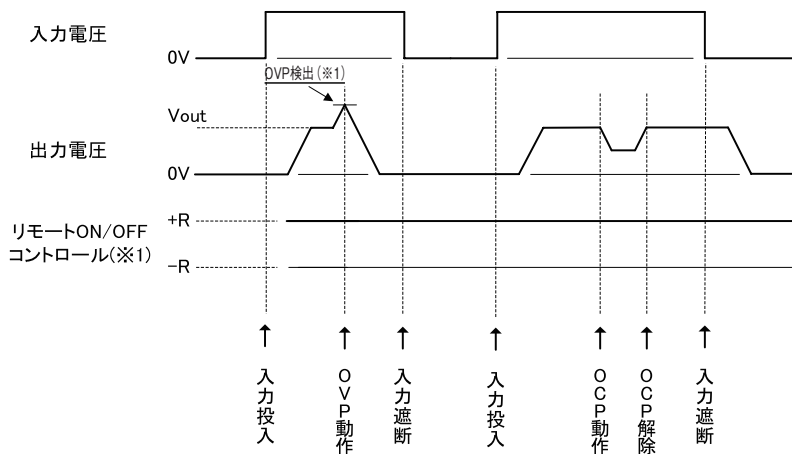 入力電圧
0V
OVP検出(※1)
Vout
出力電圧
0V
リモートON/OFF
コントロール(※1)
+R
-R
入力投入
OVP動作
入力遮断
入力投入
OCP動作
OCP解除
入力遮断